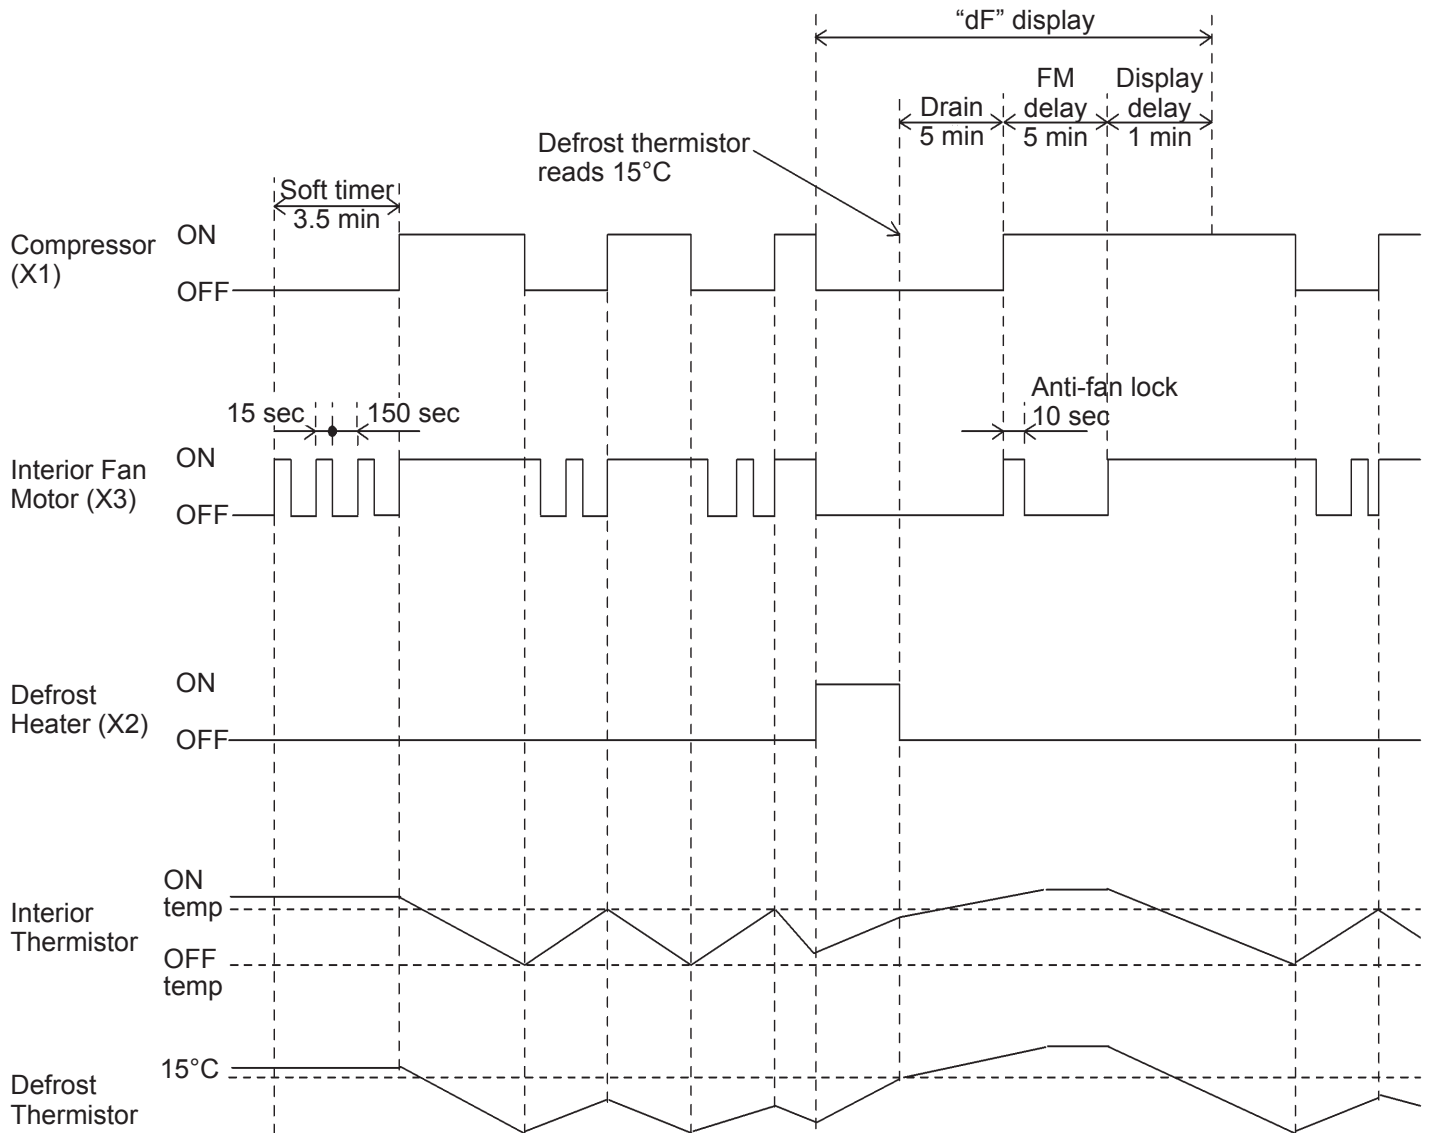 “dF” display
FM
delay
5 min
Display
delay
1 min
Drain
5 min
Defrost thermistor
reads 15°C
Soft timer
3.5 min
Compressor
(X1)
ON
OFF
15 sec
150 sec
Anti-fan lock
10 sec
Interior Fan
Motor (X3)
ON
OFF
Defrost
Heater (X2)
ON
OFF
Interior
Thermistor
ON
temp
OFF
temp
Defrost
Thermistor
15°C